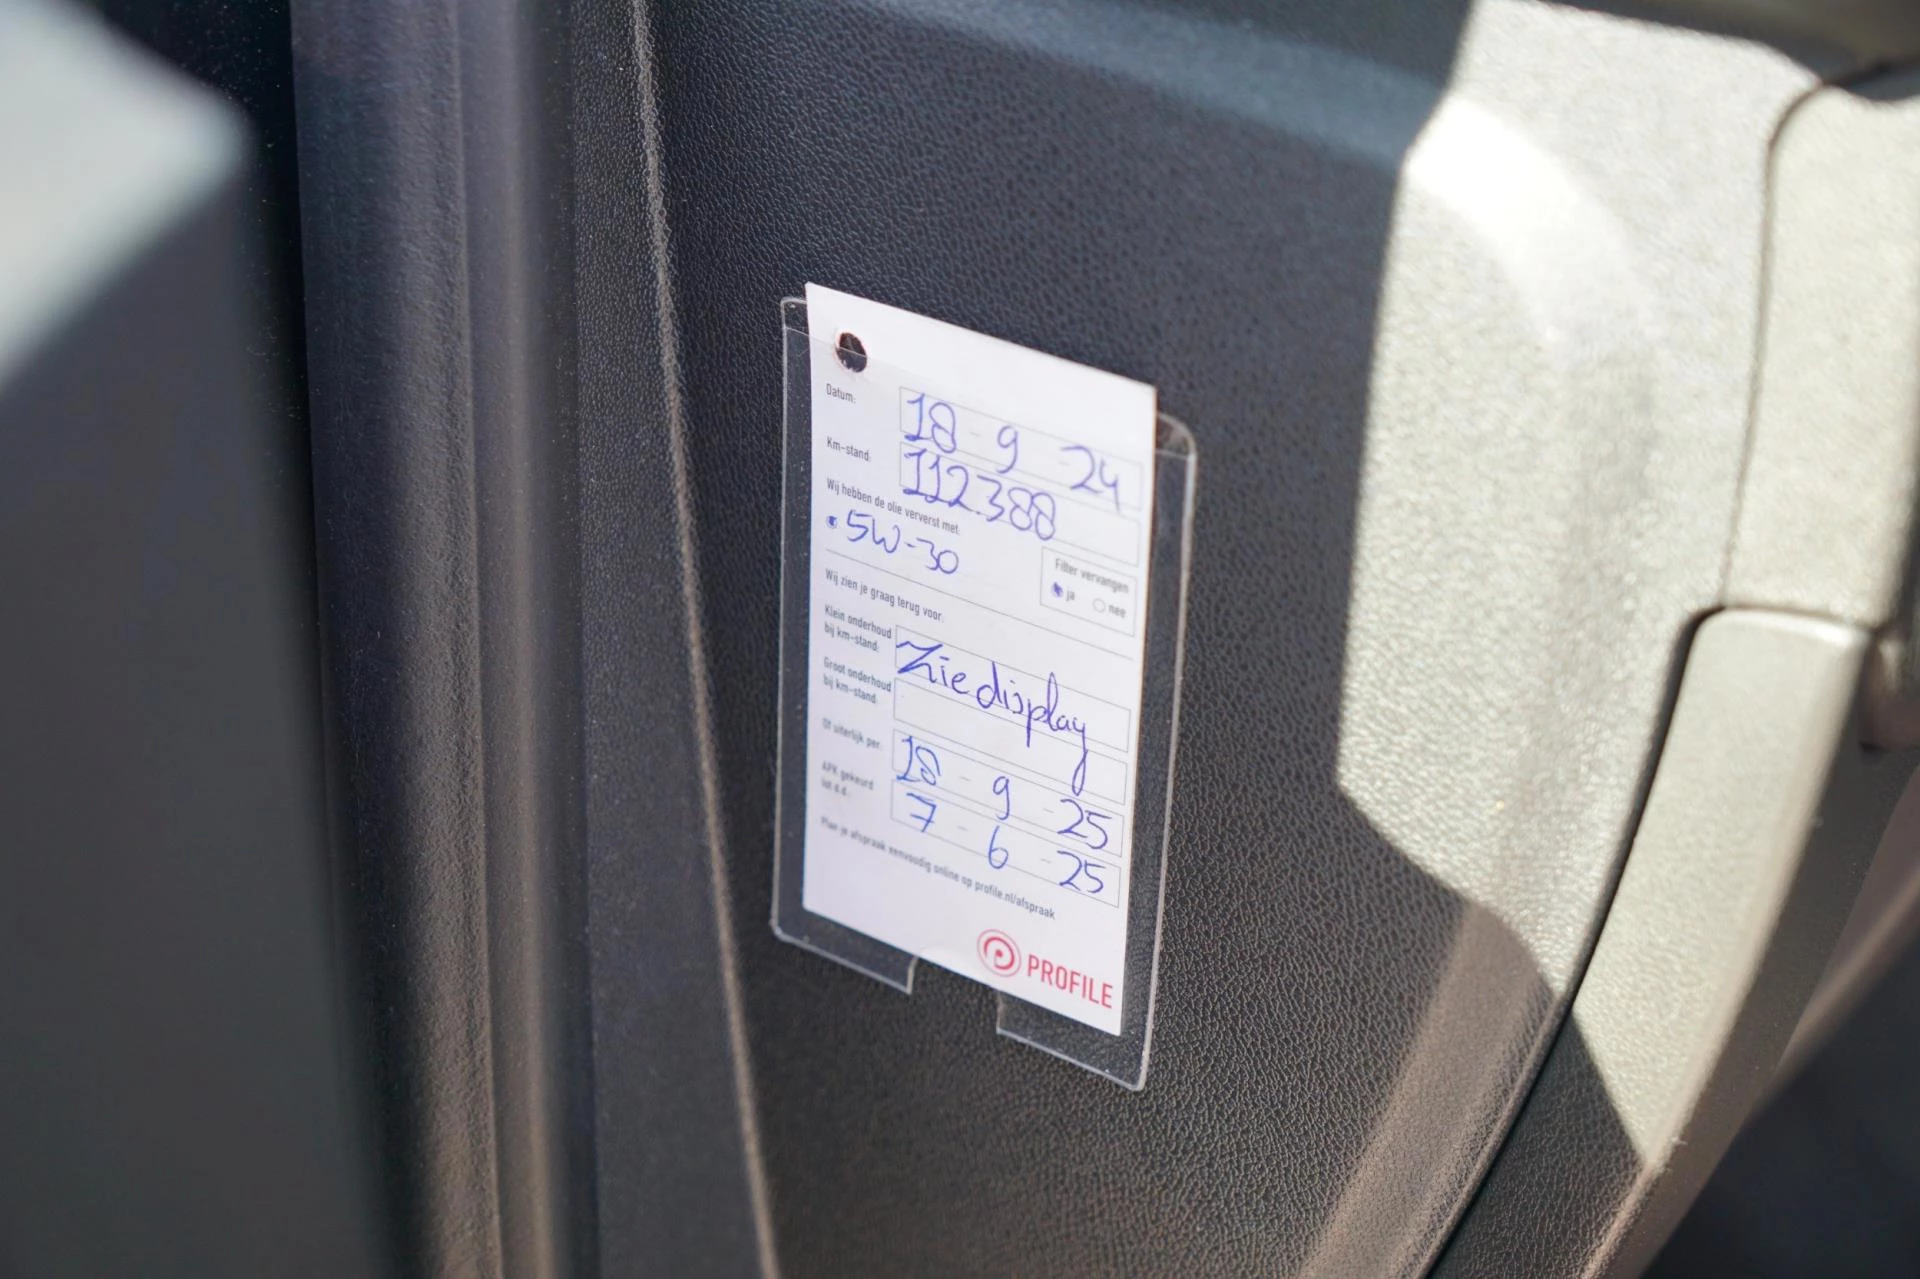 Datum: 18 - 9 - 24
Km-stand: 112.388
Wij hebben de olie ververst met:
5W-30
Filter vervangen
ja nee
Wij zien je graag terug voor:
Klein onderhoud
bij km-stand: Zie display
Groot onderhoud
bij km-stand:
Of uiterlijk per: 18 - 9 - 25
APK gekeurd
tot d.d.: 7 - 6 - 25
Plan je afspraak eenvoudig online op profile.nl/afspraak
PROFILE